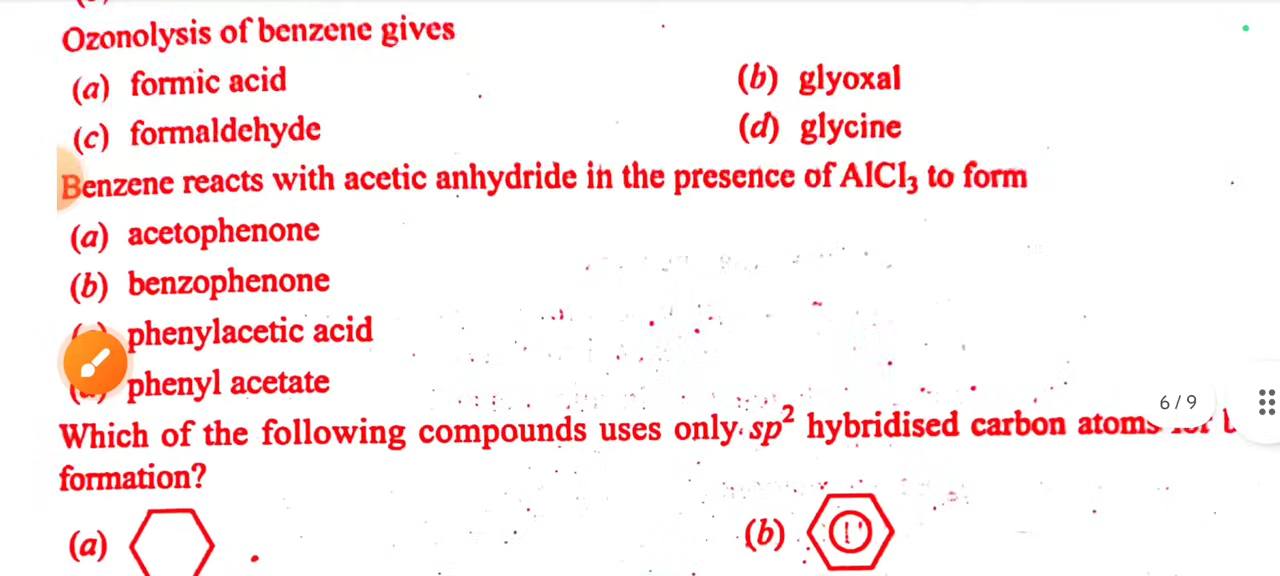 Ozonolysis of benzene gives
(a) formic acid (b) glyoxal
(c) formaldehyde (d) glycine
Benzene reacts with acetic anhydride in the presence of AlCl₃ to form
(a) acetophenone
(b) benzophenone
phenylacetic acid
phenyl acetate
6 / 9
Which of the following compounds uses only sp² hybridised carbon
formation?
(a) (b)